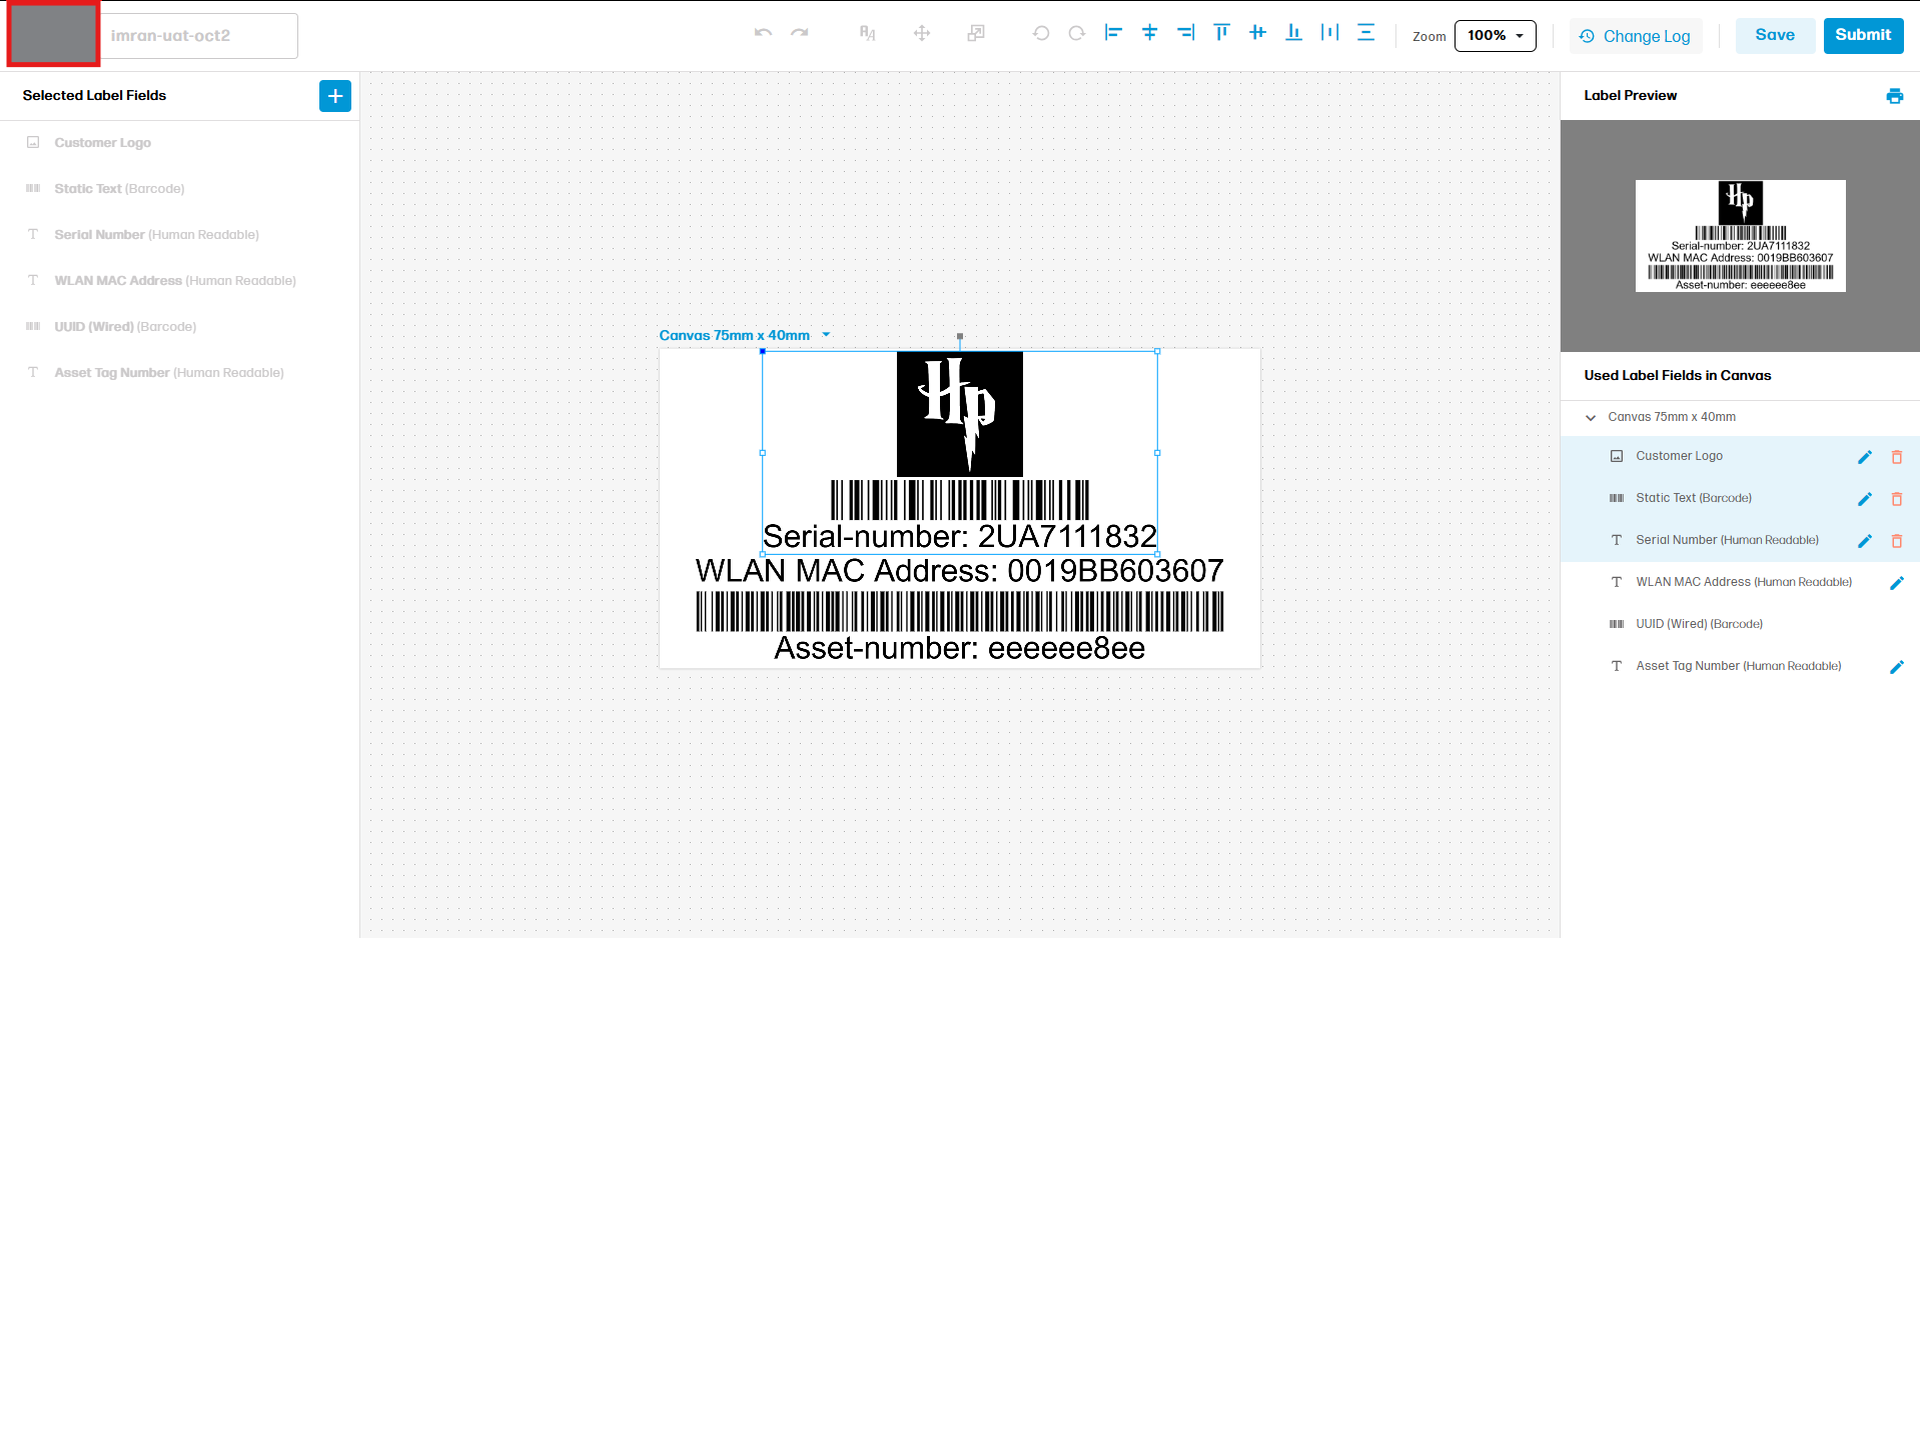 imran-uat-oct2
Zoom
100%
Change Log
Save
Submit
Selected Label Fields
Customer Logo
Static Text (Barcode)
Serial Number (Human Readable)
WLAN MAC Address (Human Readable)
UUID (Wired) (Barcode)
Asset Tag Number (Human Readable)
Canvas 75mm x 40mm
Hp
Serial-number: 2UA7111832
WLAN MAC Address: 0019BB603607
Asset-number: eeeeee8ee
Label Preview
Hp
Serial-number: 2UA7111832
WLAN MAC Address: 0019BB603607
Asset-number: eeeeee8ee
Used Label Fields in Canvas
Canvas 75mm x 40mm
Customer Logo
Static Text (Barcode)
Serial Number (Human Readable)
WLAN MAC Address (Human Readable)
UUID (Wired) (Barcode)
Asset Tag Number (Human Readable)